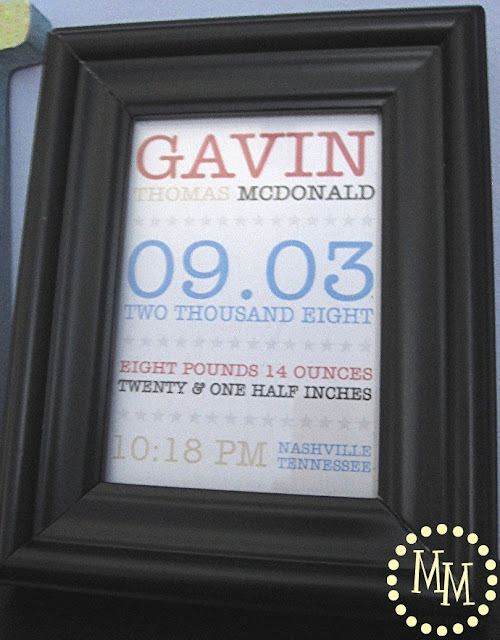 GAVIN
THOMAS MCDONALD
09.03
TWO THOUSAND EIGHT
EIGHT POUNDS 14 OUNCES
TWENTY & ONE HALF INCHES
10:18 PM NASHVILLE
TENNESSEE
MM